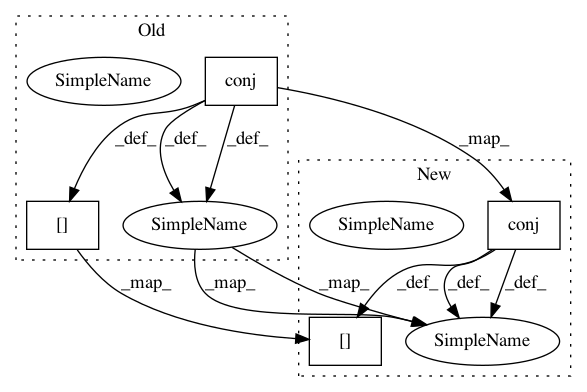 Old
SimpleName
conj
_def_ _def_ _def_
_map_
New
[]
SimpleName
SimpleName
conj
_map_ _map_ _map_ _def_ _def_ _def_
[]
SimpleName